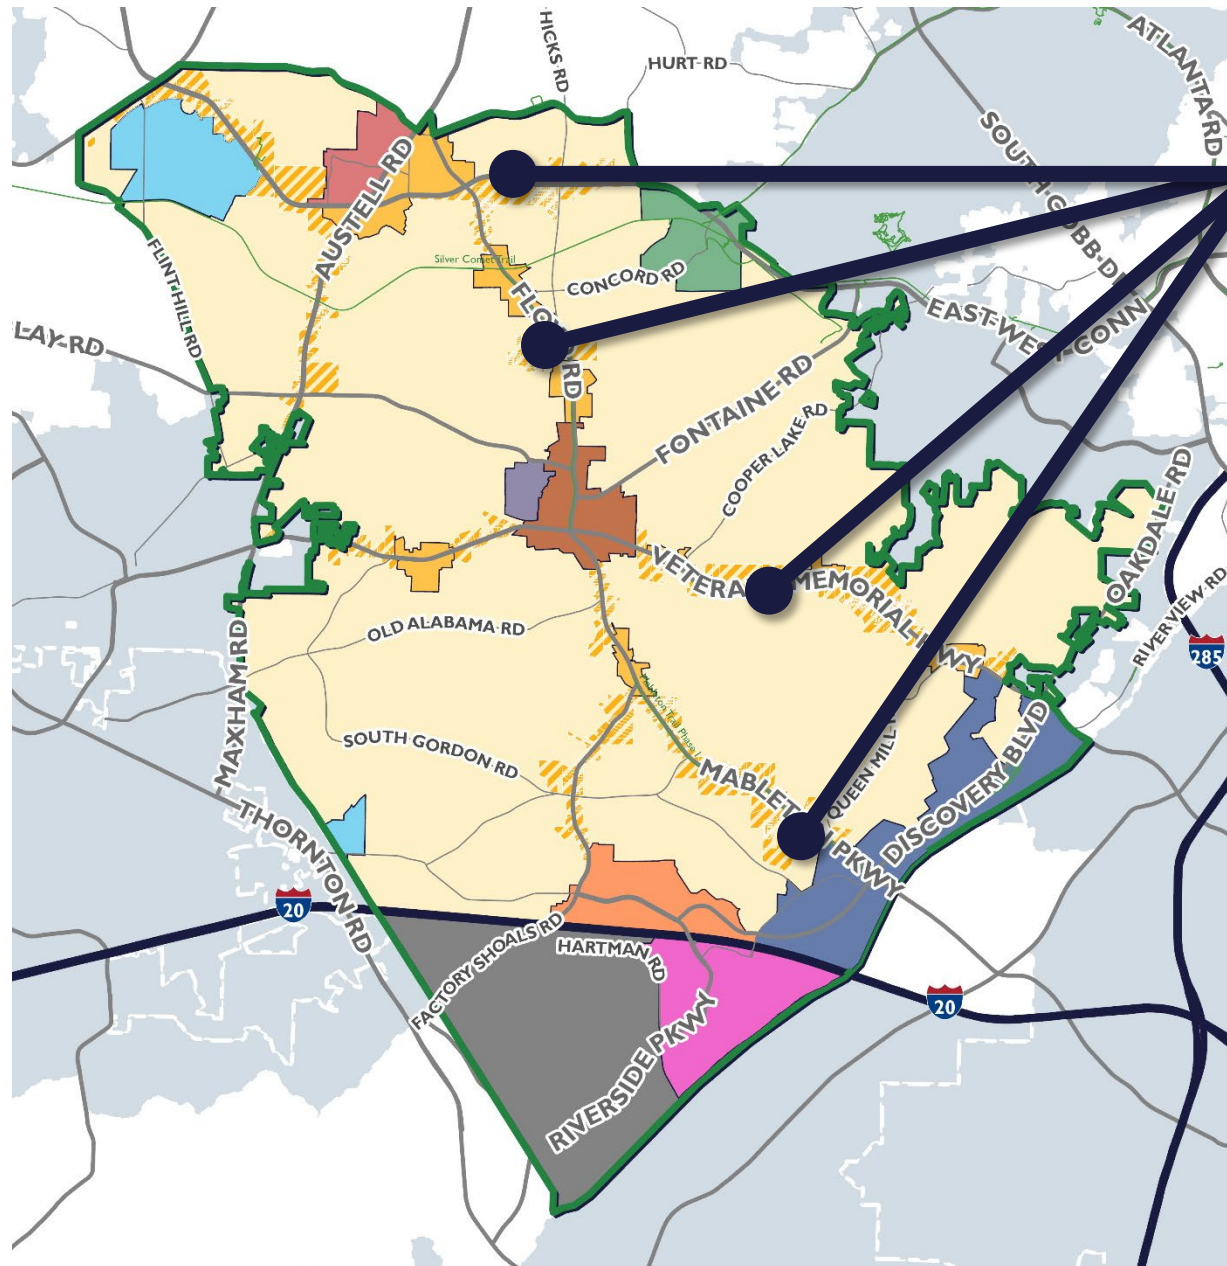 HICKS RD
HURT RD
ATLANTA RD
SOUTH COBB DR
AUSTELL RD
Silver Comet Trail
CONCORD RD
FLINT HILL RD
EAST-WEST CONN
LAY RD
RD
FONTAINE RD
COOPER LAKE RD
OAKDALE RD
VETERA
MEMORIAL HWY
OLD ALABAMA RD
RIVERVIEW RD
285
MAXHAM RD
SOUTH GORDON RD
MABLET
PKWY
QUEEN MILL
DISCOVERY BLVD
THORNTON RD
20
FACTORY SHOALS RD
HARTMAN RD
20
RIVERSIDE PKWY